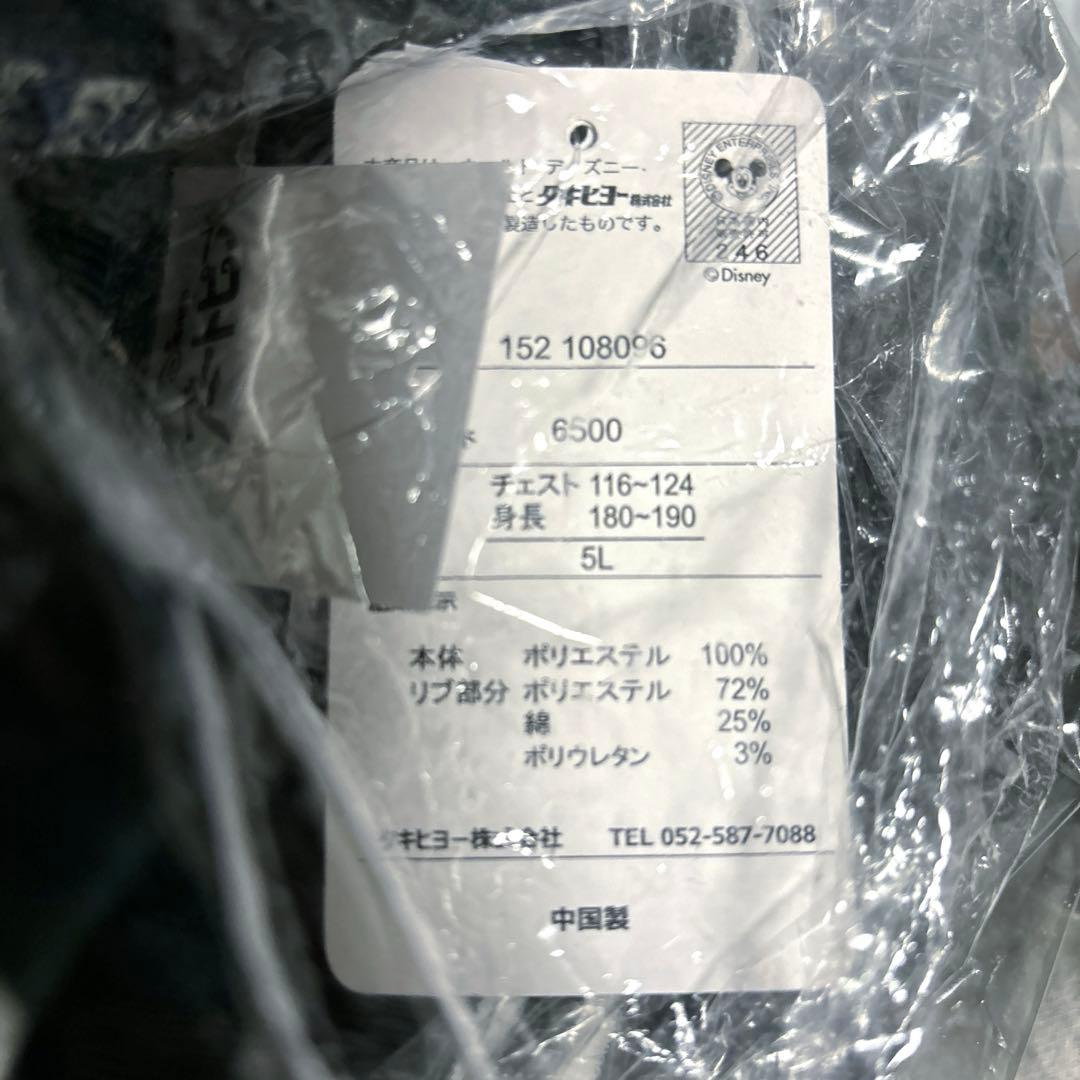 ディズニー・
タキヒヨー株式会社
製造したものです。
DISNEY ENTERPRISES
246
©Disney
152 108096
6500
チェスト 116~124
身長 180~190
5L
示
本体 ポリエステル 100%
リブ部分 ポリエステル 72%
綿 25%
ポリウレタン 3%
タキヒヨー株式会社 TEL 052-587-7088
中国製